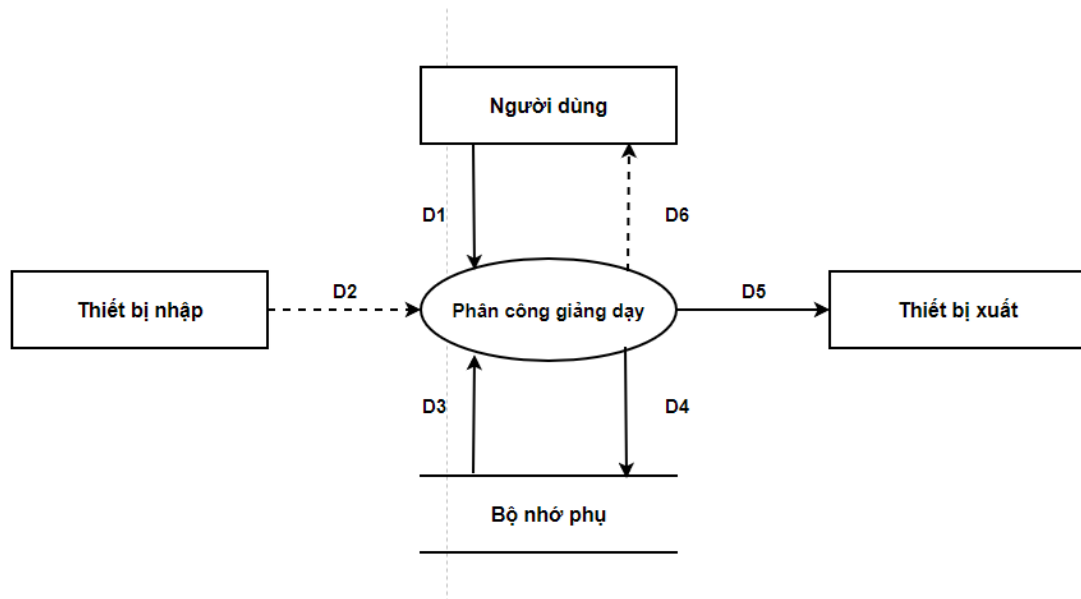 Người dùng
D1
D6
Thiết bị nhập
D2
Phân công giảng dạy
D5
Thiết bị xuất
D3
D4
Bộ nhớ phụ